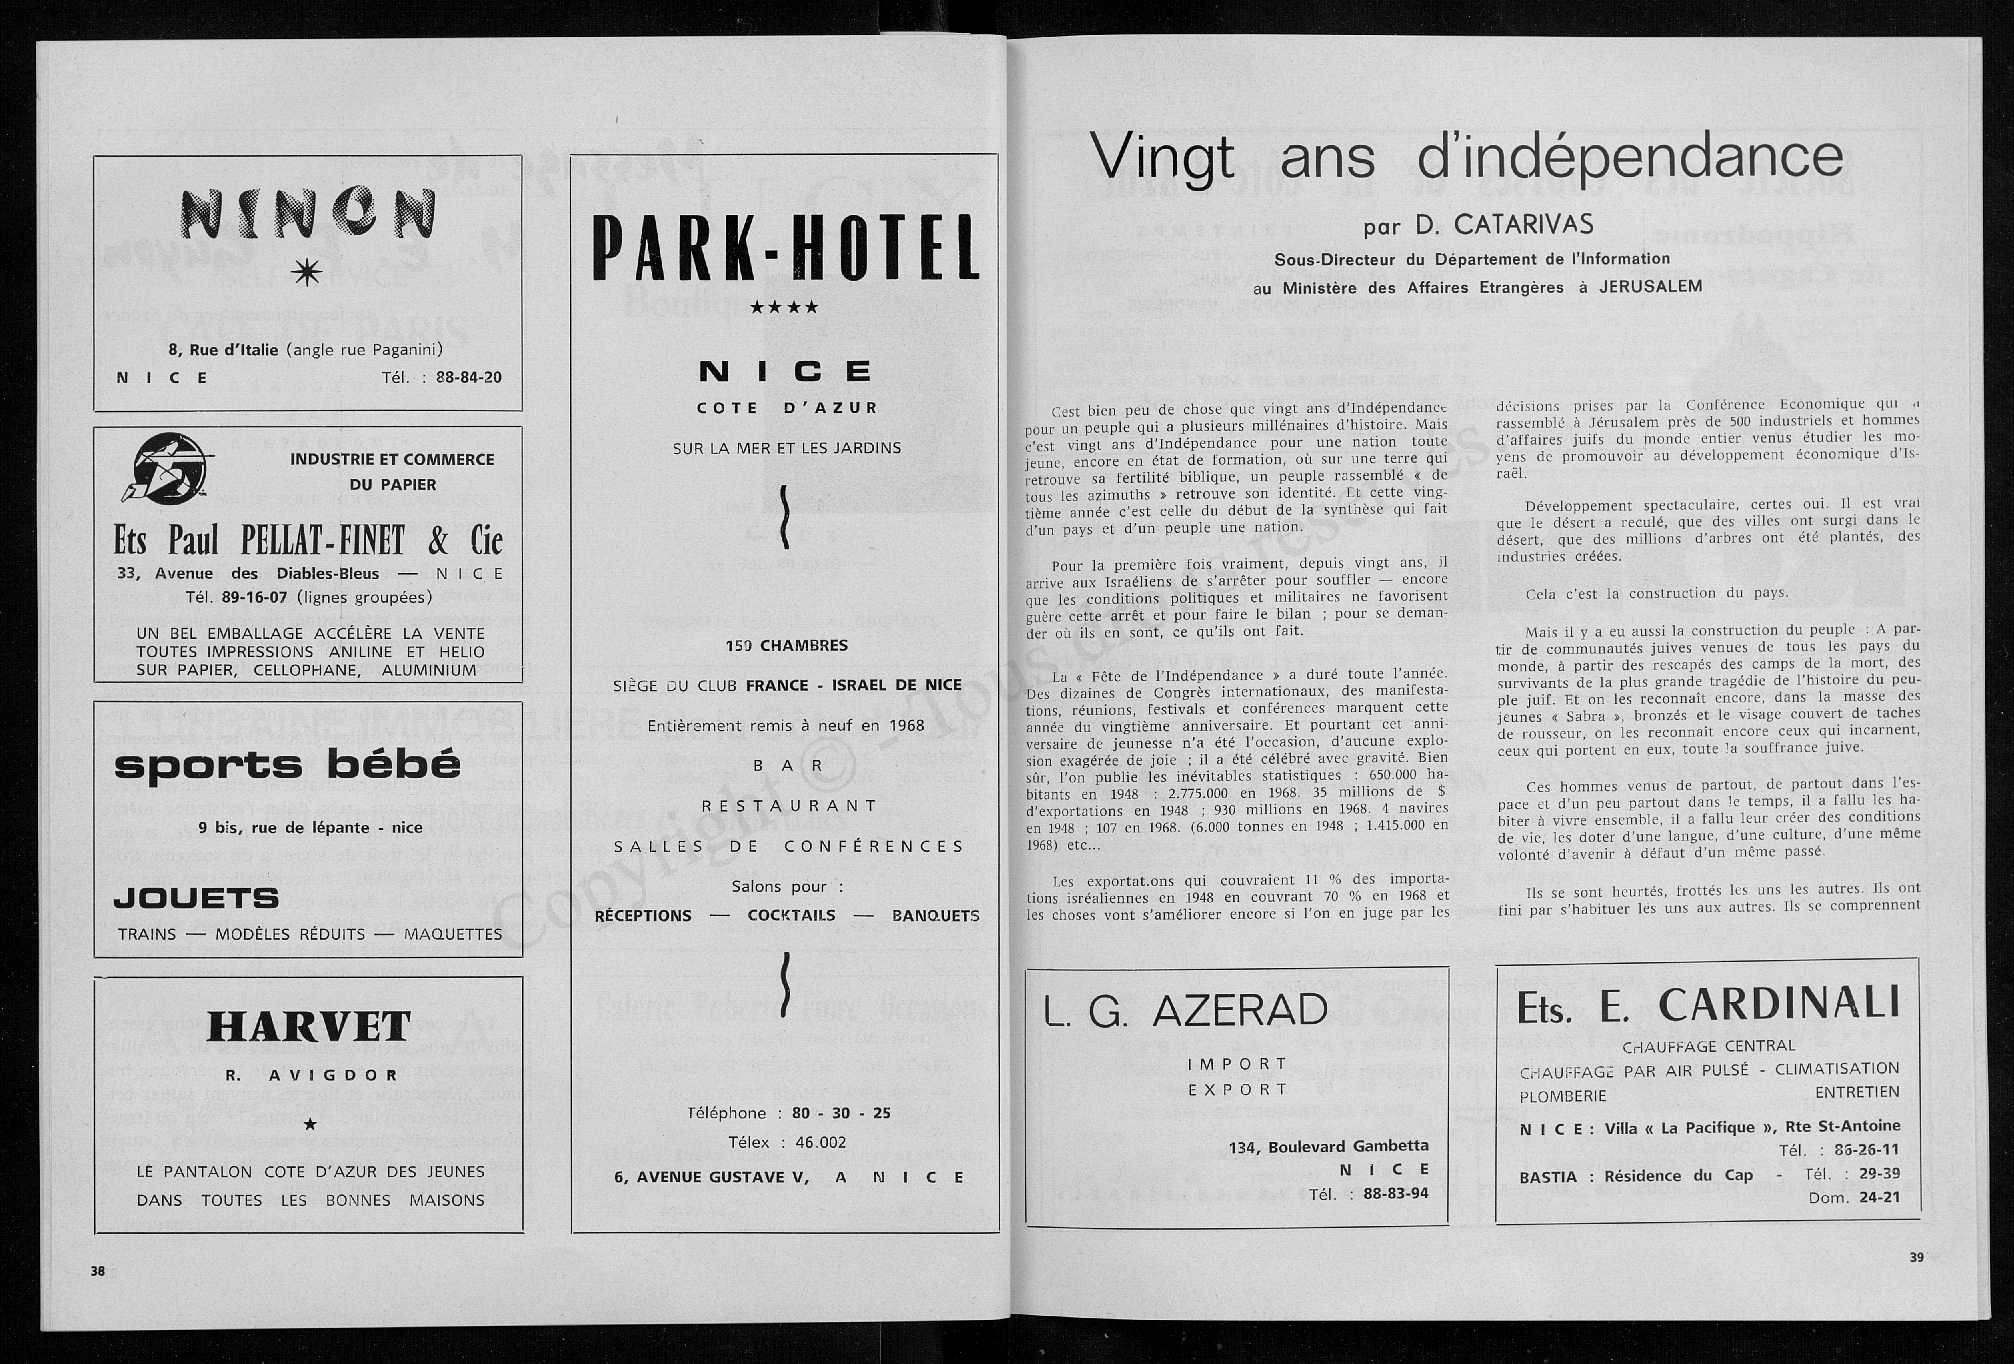 NINON
8, Rue d'Italie (angle rue Paganini)
NICE Tél. : 88-84-20
INDUSTRIE ET COMMERCE
DU PAPIER
Ets Paul PELLAT-FINET & Cie
33, Avenue des Diables-Bleus — NICE
Tél. 89-16-07 (lignes groupées)
UN BEL EMBALLAGE ACCÉLÈRE LA VENTE
TOUTES IMPRESSIONS ANILINE ET HELIO
SUR PAPIER, CELLOPHANE, ALUMINIUM
sports bébé
9 bis, rue de lépante - nice
JOUETS
TRAINS — MODÈLES RÉDUITS — MAQUETTES
HARVET
R. AVIGDOR
LE PANTALON COTE D'AZUR DES JEUNES
DANS TOUTES LES BONNES MAISONS
38
PARK-HOTEL
★★★★
NICE
COTE D'AZUR
SUR LA MER ET LES JARDINS
150 CHAMBRES
SIÈGE DU CLUB FRANCE - ISRAEL DE NICE
Entièrement remis à neuf en 1968
BAR
RESTAURANT
SALLES DE CONFÉRENCES
Salons pour :
RÉCEPTIONS — COCKTAILS — BANQUETS
Téléphone : 80 - 30 - 25
Télex : 46.002
6, AVENUE GUSTAVE V, A NICE
Vingt ans d'indépendance
par D. CATARIVAS
Sous-Directeur du Département de l'Information
au Ministère des Affaires Etrangères à JERUSALEM
C'est bien peu de chose que vingt ans d'Indépendance
pour un peuple qui a plusieurs millénaires d'histoire. Mais
c'est vingt ans d'Indépendance pour une nation toute
jeune, encore en état de formation, où sur une terre qui
retrouve sa fertilité biblique, un peuple rassemblé « de
tous les azimuths » retrouve son identité. Et cette ving-
tième année c'est celle du début de la synthèse qui fait
d'un pays et d'un peuple une nation.
Pour la première fois vraiment, depuis vingt ans, il
arrive aux Israéliens de s'arrêter pour souffler — encore
que les conditions politiques et militaires ne favorisent
guère cette arrêt et pour faire le bilan ; pour se deman-
der où ils en sont, ce qu'ils ont fait.
La « Fête de l'Indépendance » a duré toute l'année.
Des dizaines de Congrès internationaux, des manifesta-
tions, réunions, festivals et conférences marquent cette
année du vingtième anniversaire. Et pourtant cet anni-
versaire de jeunesse n'a été l'occasion, d'aucune explo-
sion exagérée de joie ; il a été célébré avec gravité. Bien
sûr, l'on publie les inévitables statistiques : 650.000 ha-
bitants en 1948 : 2.775.000 en 1968. 35 millions de $
d'exportations en 1948 ; 930 millions en 1968. 4 navires
en 1948 ; 107 en 1968. (6.000 tonnes en 1948 ; 1.415.000 en
1968) etc...
Les exportat.ons qui couvraient 11 % des importa-
tions isréaliennes en 1948 en couvrant 70 % en 1968 et
les choses vont s'améliorer encore si l'on en juge par les
décisions prises par la Conférence Economique qui a
rassemblé à Jérusalem près de 500 industriels et hommes
d'affaires juifs du monde entier venus étudier les mo-
yens de promouvoir au développement économique d'Is-
raël.
Développement spectaculaire, certes oui. Il est vrai
que le désert a reculé, que des villes ont surgi dans le
désert, que des millions d'arbres ont été plantés, des
industries créées.
Cela c'est la construction du pays.
Mais il y a eu aussi la construction du peuple : A par-
tir de communautés juives venues de tous les pays du
monde, à partir des rescapés des camps de la mort, des
survivants de la plus grande tragédie de l'histoire du peu-
ple juif. Et on les reconnaît encore, dans la masse des
jeunes « Sabra », bronzés et le visage couvert de taches
de rousseur, on les reconnait encore ceux qui incarnent,
ceux qui portent en eux, toute la souffrance juive.
Ces hommes venus de partout, de partout dans l'es-
pace et d'un peu partout dans le temps, il a fallu les ha-
biter à vivre ensemble, il a fallu leur créer des conditions
de vie, les doter d'une langue, d'une culture, d'une même
volonté d'avenir à défaut d'un même passé.
Ils se sont heurtés, frottés les uns les autres. Ils ont
fini par s'habituer les uns aux autres. Ils se comprennent
L. G. AZERAD
IMPORT
EXPORT
134, Boulevard Gambetta
NICE
Tél. : 88-83-94
Ets. E. CARDINALI
CHAUFFAGE CENTRAL
CHAUFFAGE PAR AIR PULSÉ - CLIMATISATION
PLOMBERIE ENTRETIEN
NICE : Villa « La Pacifique », Rte St-Antoine
Tél. : 86-26-11
BASTIA : Résidence du Cap - Tél. : 29-39
Dom. 24-21
39
Copyright © - Tous droits réservés